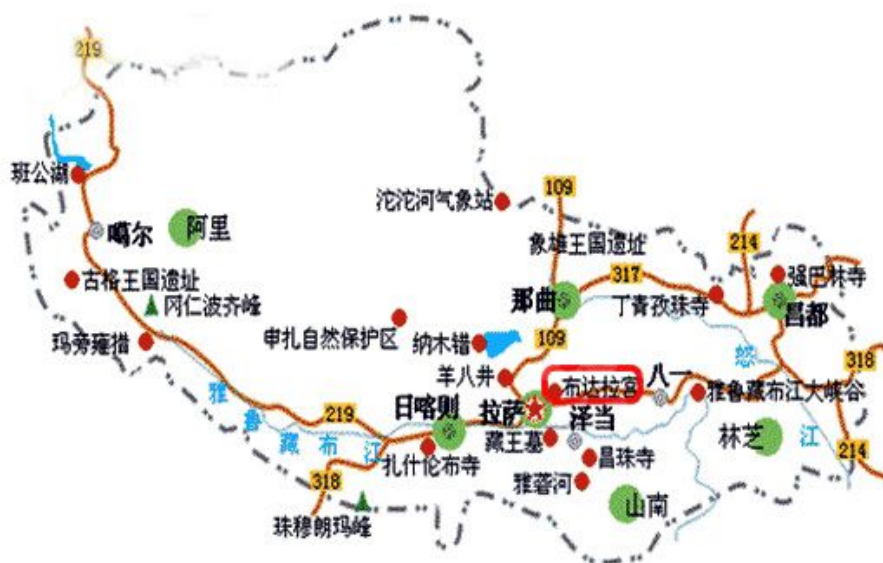 219
班公湖
噶尔
阿里
古格王国遗址
冈仁波齐峰
玛旁雍措
沱沱河气象站
109
象雄王国遗址
214
317
那曲
丁青孜珠寺
强巴林寺
昌都
申扎自然保护区
纳木错
109
羊八井
布达拉宫
八一
怒
江
318
雅鲁藏布江大峡谷
雅
鲁
藏
布
江
219
日喀则
拉萨
泽当
藏王墓
林芝
扎什伦布寺
昌珠寺
214
318
雅砻河
山南
珠穆朗玛峰